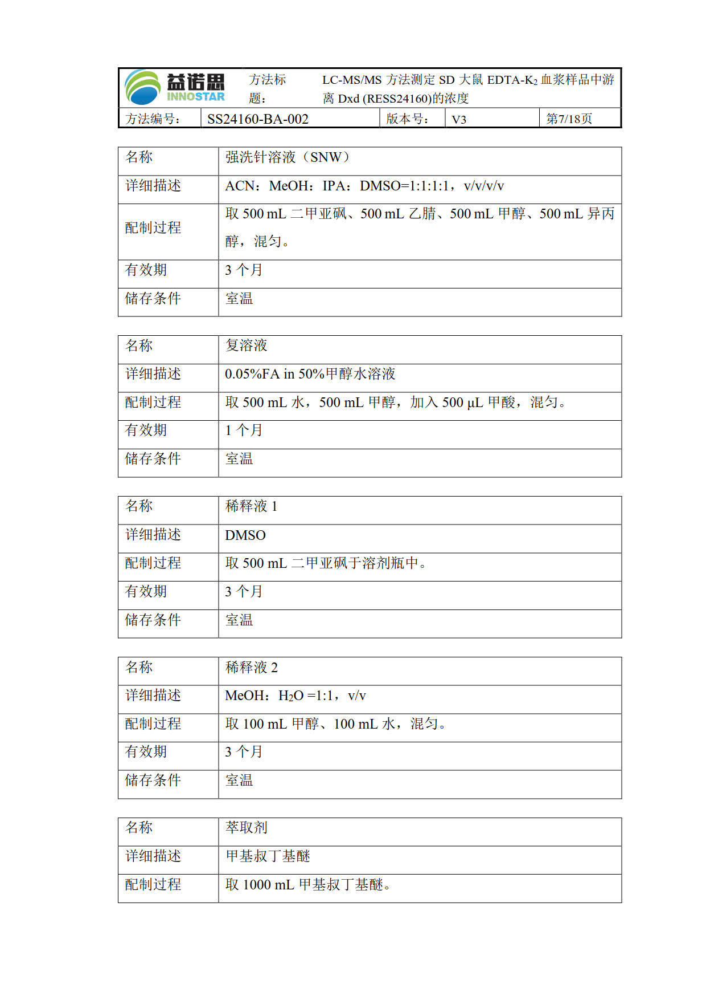 益诺思
INNOSTAR
方法标题：
LC-MS/MS 方法测定 SD 大鼠 EDTA-K2 血浆样品中游
离 Dxd (RESS24160)的浓度
方法编号： SS24160-BA-002 版本号： V3 第7/18页
名称 强洗针溶液（SNW）
详细描述 ACN：MeOH：IPA：DMSO=1:1:1:1，v/v/v/v
配制过程 取 500 mL 二甲亚砜、500 mL 乙腈、500 mL 甲醇、500 mL 异丙
醇，混匀。
有效期 3 个月
储存条件 室温
名称 复溶液
详细描述 0.05%FA in 50%甲醇水溶液
配制过程 取 500 mL 水，500 mL 甲醇，加入 500 μL 甲酸，混匀。
有效期 1 个月
储存条件 室温
名称 稀释液 1
详细描述 DMSO
配制过程 取 500 mL 二甲亚砜于溶剂瓶中。
有效期 3 个月
储存条件 室温
名称 稀释液 2
详细描述 MeOH：H2O =1:1，v/v
配制过程 取 100 mL 甲醇、100 mL 水，混匀。
有效期 3 个月
储存条件 室温
名称 萃取剂
详细描述 甲基叔丁基醚
配制过程 取 1000 mL 甲基叔丁基醚。